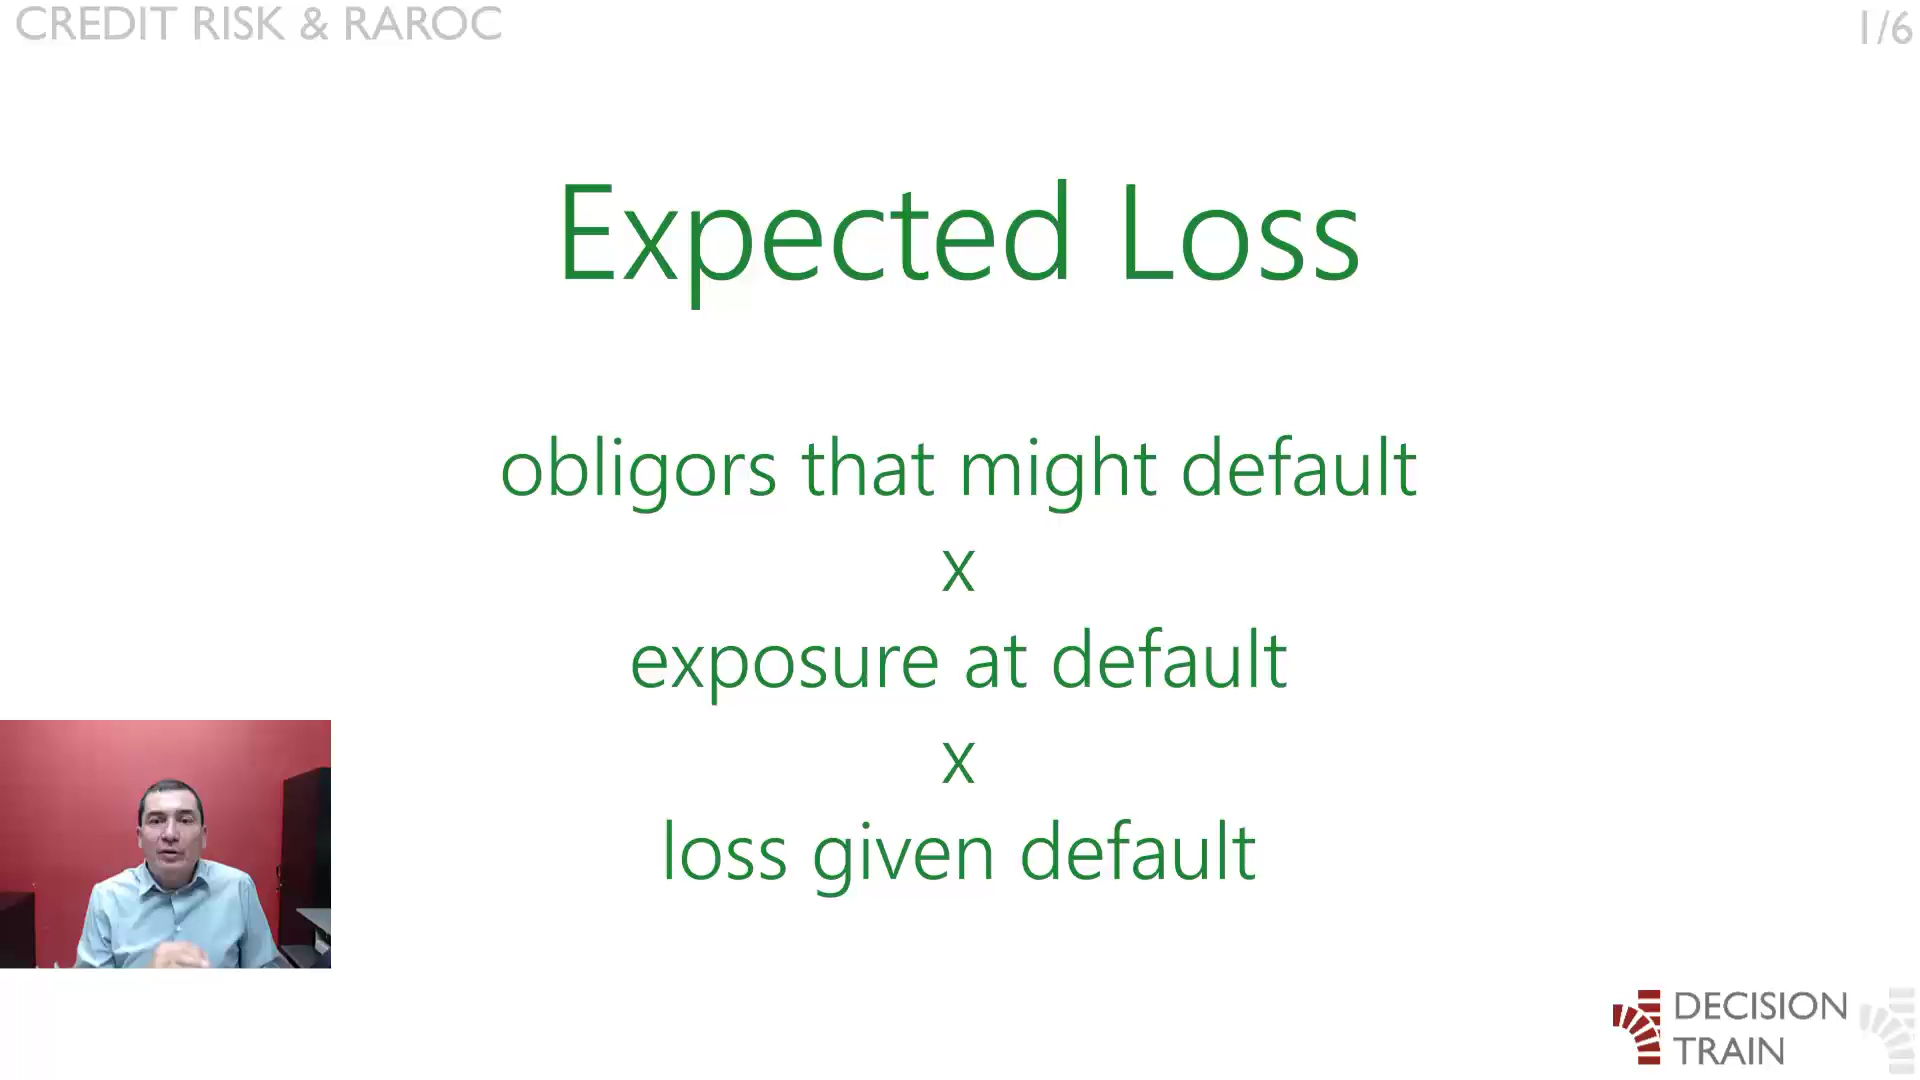 CREDIT RISK & RAROC
1/6
Expected Loss
obligors that might default
x
exposure at default
x
loss given default
DECISION
TRAIN